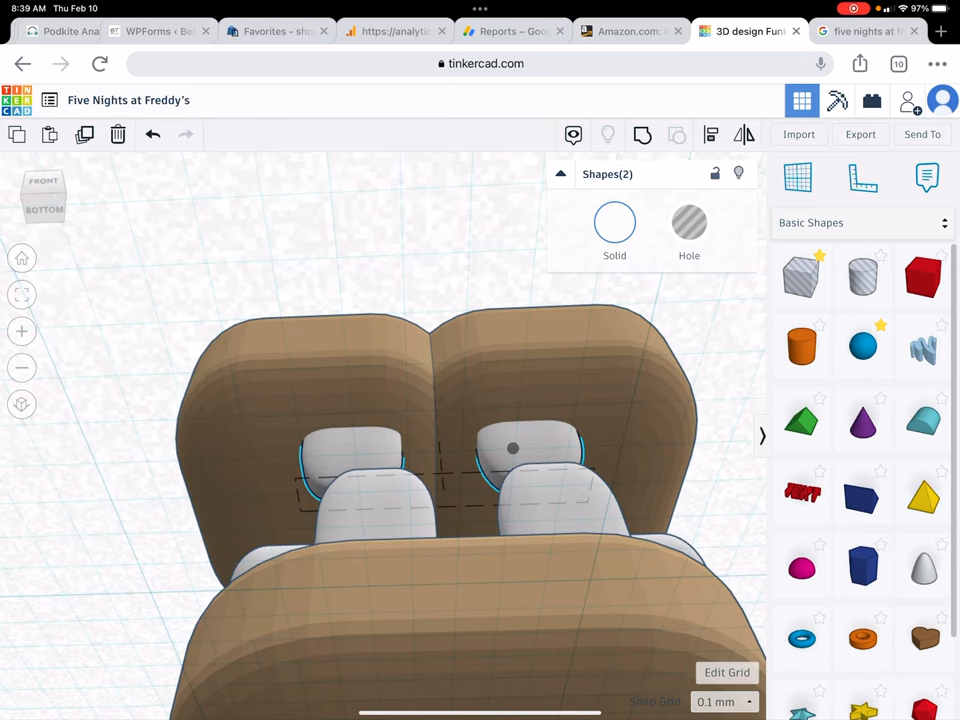 8:39 AM Thu Feb 10
97%
Podkite Ana
WPForms ‹ Be
Favorites – sho
https://analytic
Reports – Goo
Amazon.com:
3D design Fun
five nights at fr
tinkercad.com
10
TIN
KER
CAD
Five Nights at Freddy's
Import
Export
Send To
FRONT
BOTTOM
Shapes(2)
Solid
Hole
Basic Shapes
TEXT
Edit Grid
Snap Grid
0.1 mm